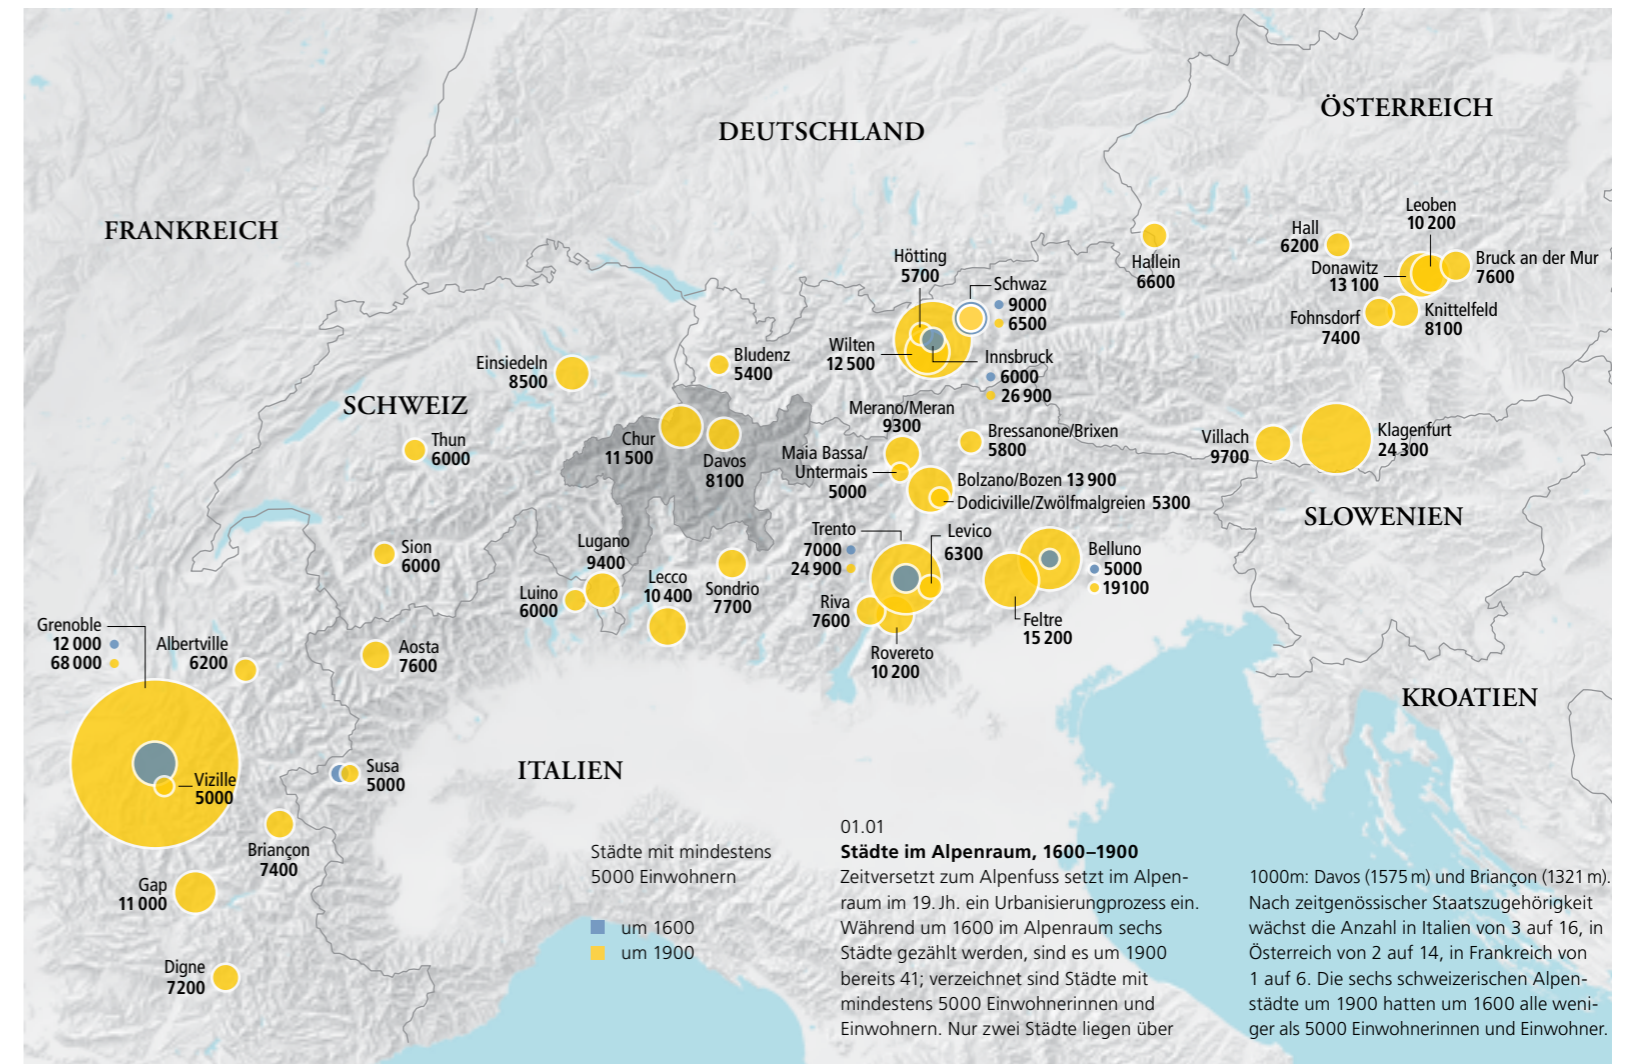 ÖSTERREICH
DEUTSCHLAND
FRANKREICH
Leoben
10 200
Hall
6200
Bruck an der Mur
7600
Donawitz
13 100
Hallein
6600
Hötting
5700
Schwaz
9000
6500
Knittelfeld
8100
Fohnsdorf
7400
Wilten
12 500
Innsbruck
6000
26 900
Bludenz
5400
Einsiedeln
8500
SCHWEIZ
Merano/Meran
9300
Thun
6000
Chur
11 500
Davos
8100
Bressanone/Brixen
5800
Villach
9700
Klagenfurt
24 300
Maia Bassa/
Untermais
5000
Bolzano/Bozen 13 900
Dodiciville/Zwölfmalgreien 5300
SLOWENIEN
Trento
7000
24 900
Levico
6300
Belluno
5000
19100
Sion
6000
Lugano
9400
Luino
6000
Lecco
10 400
Sondrio
7700
Riva
7600
Feltre
15 200
Rovereto
10 200
Grenoble
12 000
68 000
Albertville
6200
Aosta
7600
KROATIEN
ITALIEN
Susa
5000
Vizille
5000
Briançon
7400
Gap
11 000
Digne
7200
Städte mit mindestens
5000 Einwohnern
um 1600
um 1900
01.01
Städte im Alpenraum, 1600–1900
Zeitversetzt zum Alpenfuss setzt im Alpen-
raum im 19. Jh. ein Urbanisierungprozess ein.
Während um 1600 im Alpenraum sechs
Städte gezählt werden, sind es um 1900
bereits 41; verzeichnet sind Städte mit
mindestens 5000 Einwohnerinnen und
Einwohnern. Nur zwei Städte liegen über
1000m: Davos (1575 m) und Briançon (1321 m).
Nach zeitgenössischer Staatszugehörigkeit
wächst die Anzahl in Italien von 3 auf 16, in
Österreich von 2 auf 14, in Frankreich von
1 auf 6. Die sechs schweizerischen Alpen-
städte um 1900 hatten um 1600 alle weni-
ger als 5000 Einwohnerinnen und Einwohner.